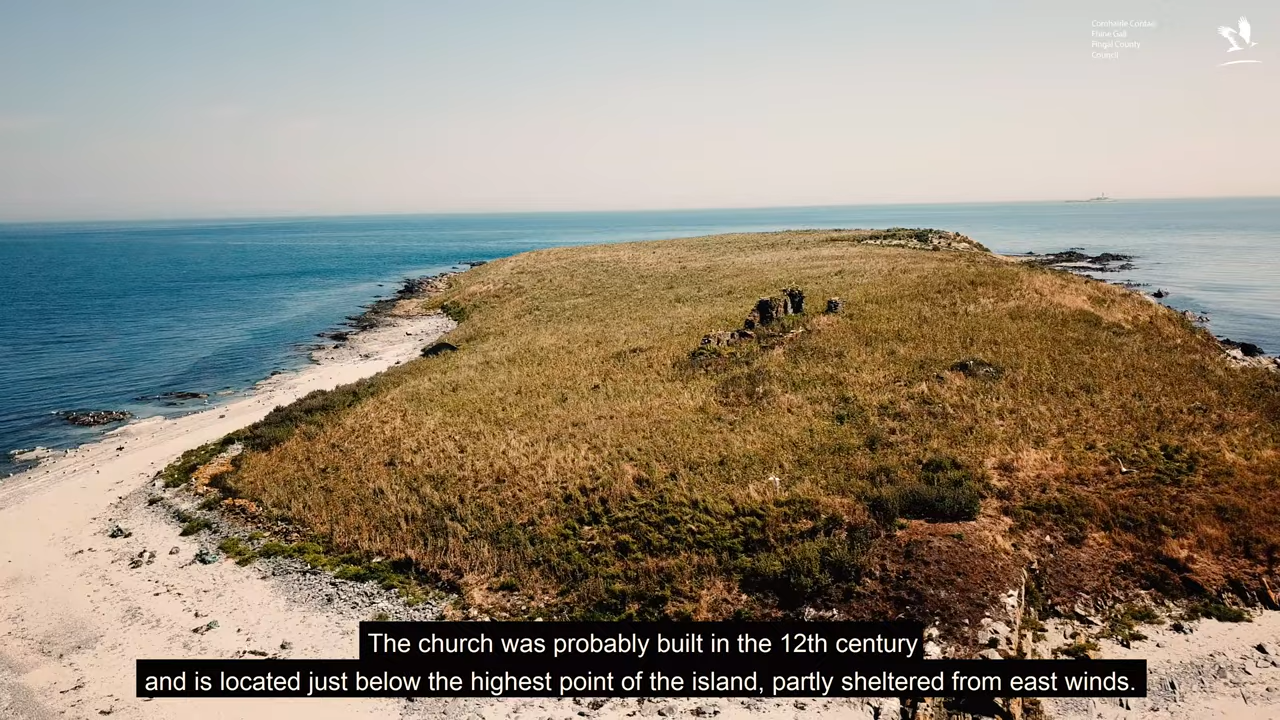 Comhairle Contae
Fhine Gall
Fingal County
Council
The church was probably built in the 12th century
and is located just below the highest point of the island, partly sheltered from east winds.